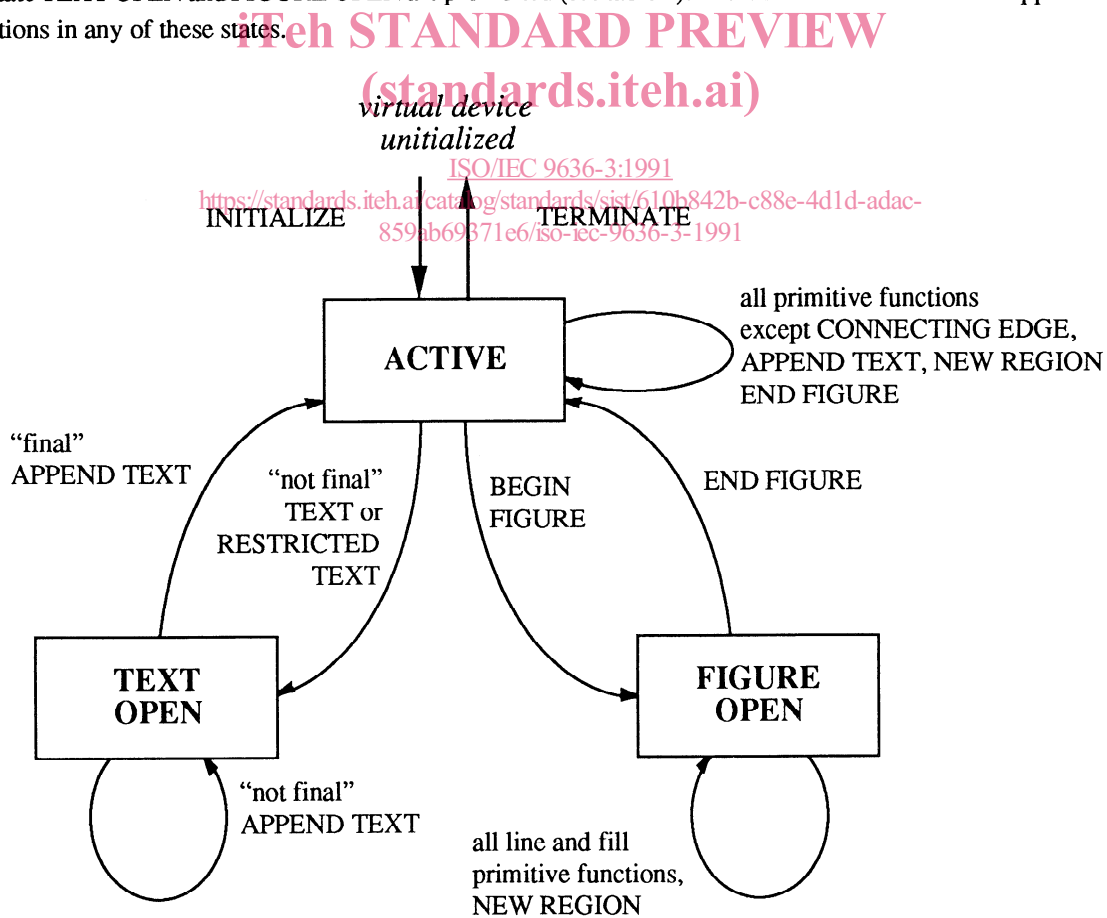 tions in any of these states.
iTeh STANDARD PREVIEW
(standards.iteh.ai)
virtual device
unitialized
ISO/IEC 9636-3:1991
https://standards.iteh.ai/catalog/standards/sist/610b842b-c88e-4d1d-adac-
859ab69371e6/iso-iec-9636-3-1991
INITIALIZE
TERMINATE
ACTIVE
all primitive functions
except CONNECTING EDGE,
APPEND TEXT, NEW REGION
END FIGURE
“final”
APPEND TEXT
“not final”
TEXT or
RESTRICTED
TEXT
BEGIN
FIGURE
END FIGURE
TEXT
OPEN
FIGURE
OPEN
“not final”
APPEND TEXT
all line and fill
primitive functions,
NEW REGION